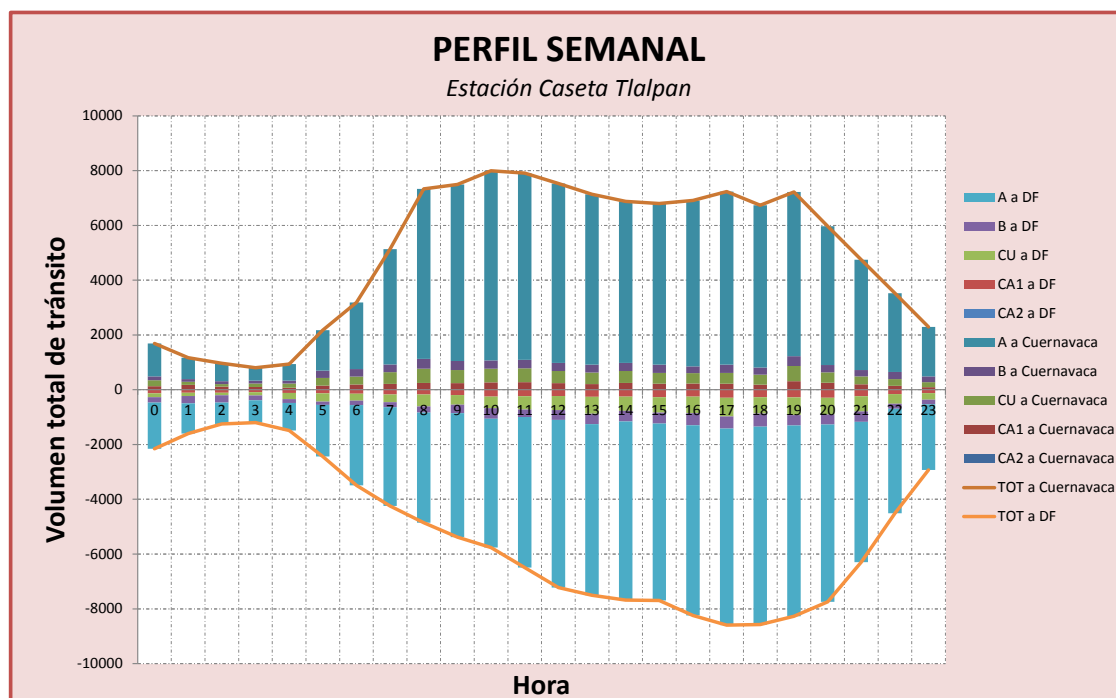 PERFIL SEMANAL
Estación Caseta Tlalpan
Volumen total de tránsito
10000
8000
6000
4000
2000
0
-2000
-4000
-6000
-8000
-10000
0 1 2 3 4 5 6 7 8 9 10 11 12 13 14 15 16 17 18 19 20 21 22 23
Hora
A a DF
B a DF
CU a DF
CA1 a DF
CA2 a DF
A a Cuernavaca
B a Cuernavaca
CU a Cuernavaca
CA1 a Cuernavaca
CA2 a Cuernavaca
TOT a Cuernavaca
TOT a DF